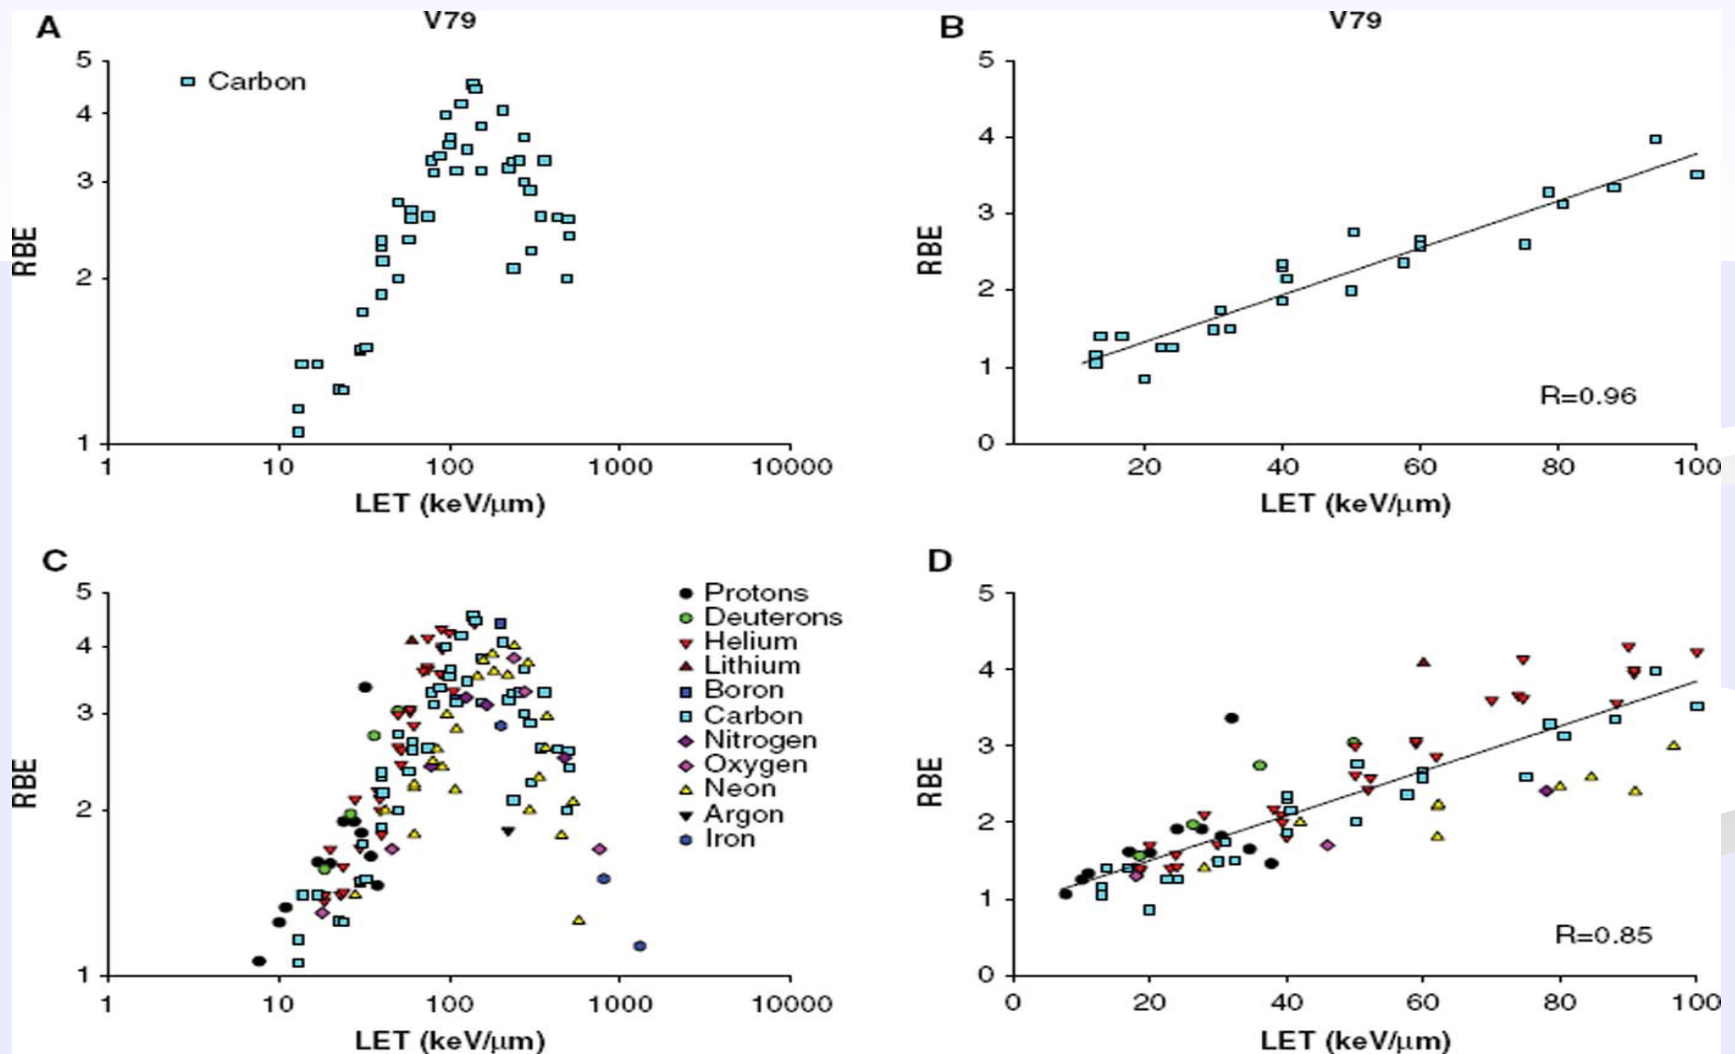 A
V79
5
4
3
2
1
RBE
Carbon
1
10
100
1000
10000
LET (keV/μm)
B
V79
5
4
3
2
1
0
RBE
R=0.96
20
40
60
80
100
LET (keV/μm)
C
5
4
3
2
1
RBE
Protons
Deuterons
Helium
Lithium
Boron
Carbon
Nitrogen
Oxygen
Neon
Argon
Iron
1
10
100
1000
10000
LET (keV/μm)
D
5
4
3
2
1
0
RBE
R=0.85
0
20
40
60
80
100
LET (keV/μm)